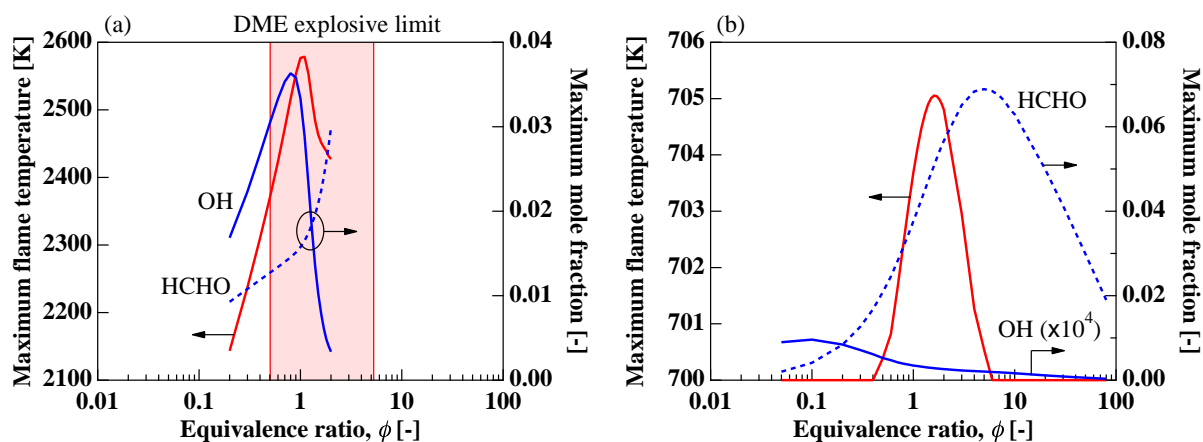 (a)
DME explosive limit
Maximum flame temperature [K]
2600
2500
2400
2300
2200
2100
OH
HCHO
0.04
0.03
0.02
0.01
0.00
Maximum mole fraction [-]
0.01
0.1
1
10
100
Equivalence ratio, ϕ [-]
(b)
Maximum flame temperature [K]
706
705
704
703
702
701
700
HCHO
OH (x10⁴)
0.08
0.06
0.04
0.02
0.00
Maximum mole fraction [-]
0.01
0.1
1
10
100
Equivalence ratio, ϕ [-]